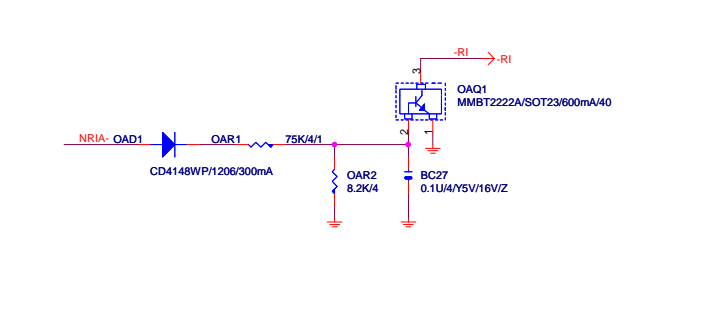 -RI
-RI
3
OAQ1
MMBT2222A/SOT23/600mA/40
2
1
NRIA-
OAD1
OAR1
75K/4/1
CD4148WP/1206/300mA
OAR2
8.2K/4
BC27
0.1U/4/Y5V/16V/Z